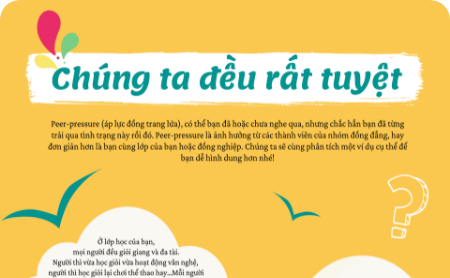 Chúng ta đều rất tuyệt
Peer-pressure (áp lực đồng trang lứa), có thể bạn đã hoặc chưa nghe qua, nhưng chắc hẳn bạn đã từng
trải qua tình trạng này rồi đó. Peer-pressure là ảnh hưởng từ các thành viên của nhóm đồng đẳng, hay
đơn giản hơn là bạn cùng lớp của bạn hoặc đồng nghiệp. Chúng ta sẽ cùng phân tích một ví dụ cụ thể để
bạn dễ hình dung hơn nhé!
Ở lớp học của bạn,
mọi người đều giỏi giang và đa tài.
Người thì vừa học giỏi vừa hoạt động văn nghệ,
người thì học giỏi lại chơi thể thao hay...Mỗi người